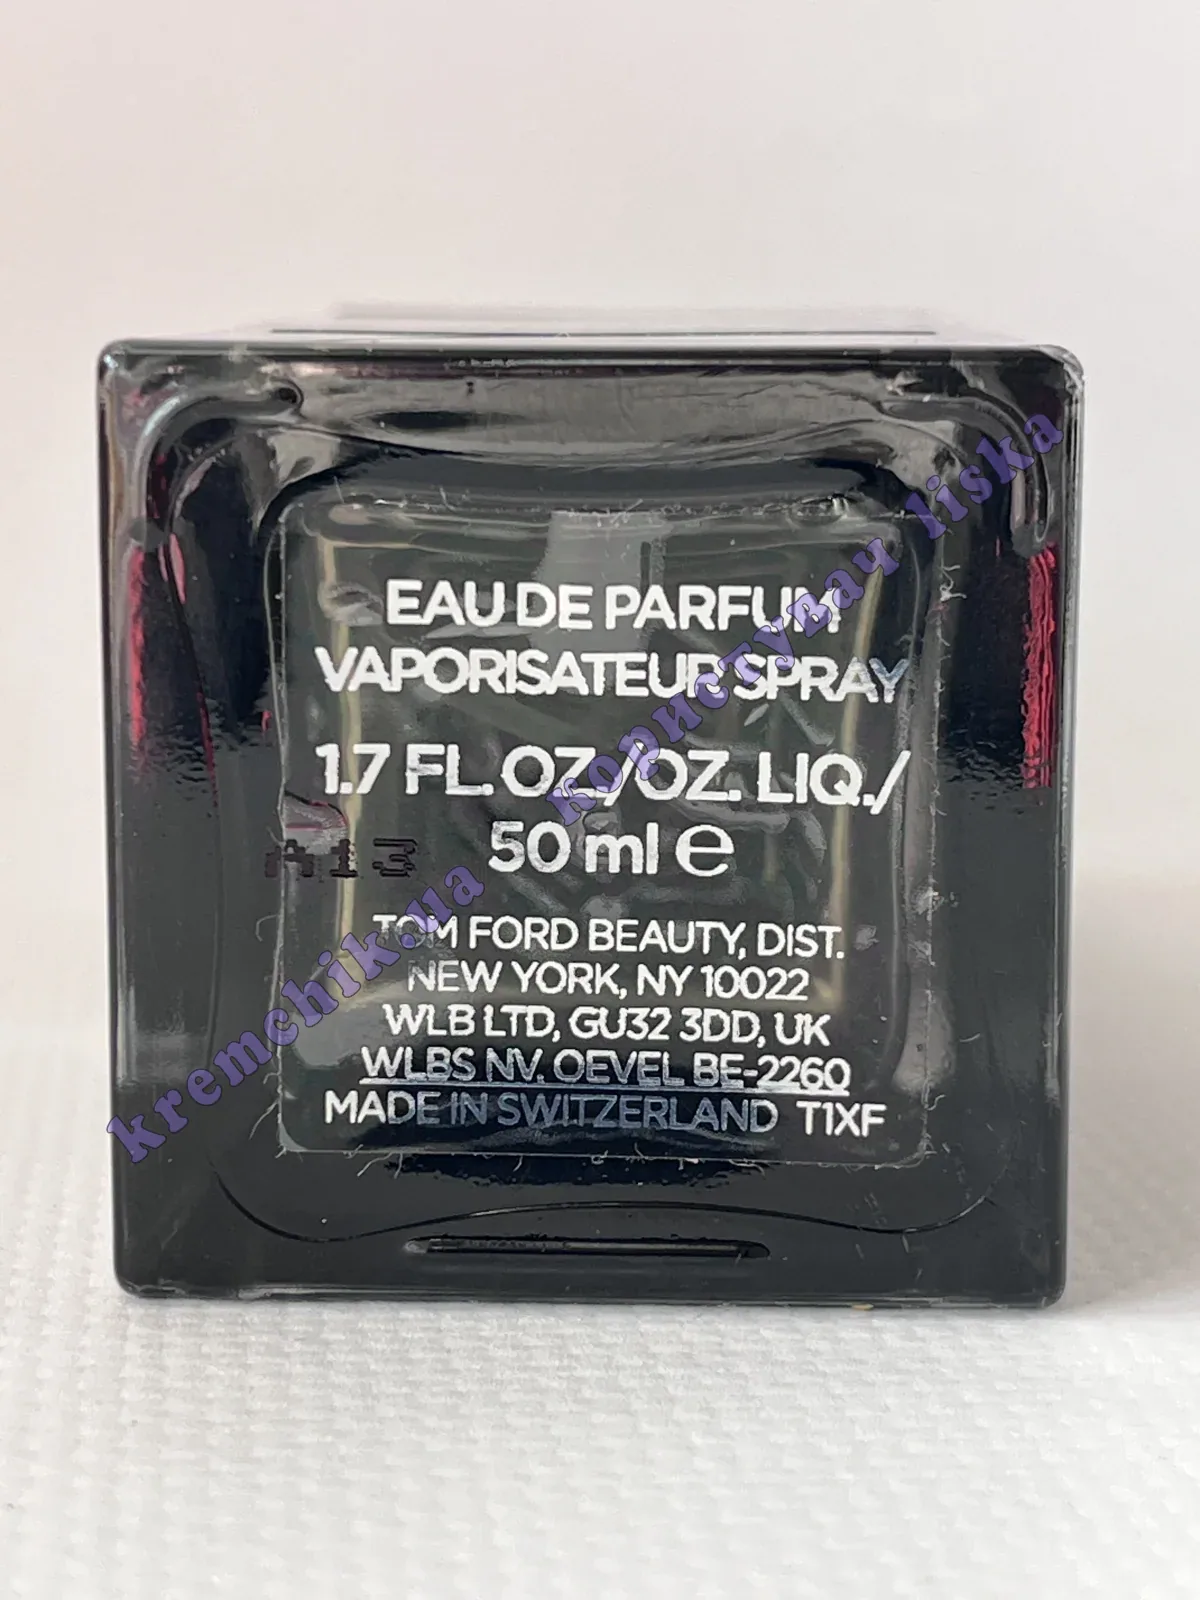 EAU DE PARFUM
VAPORISATEUR SPRAY
1.7 FL. OZ./OZ. LIQ./
50 ml e
A13
TOM FORD BEAUTY, DIST.
NEW YORK, NY 10022
WLB LTD, GU32 3DD, UK
WLBS NV. OEVEL BE-2260
MADE IN SWITZERLAND T1XF
kremchik.ua користувач liska